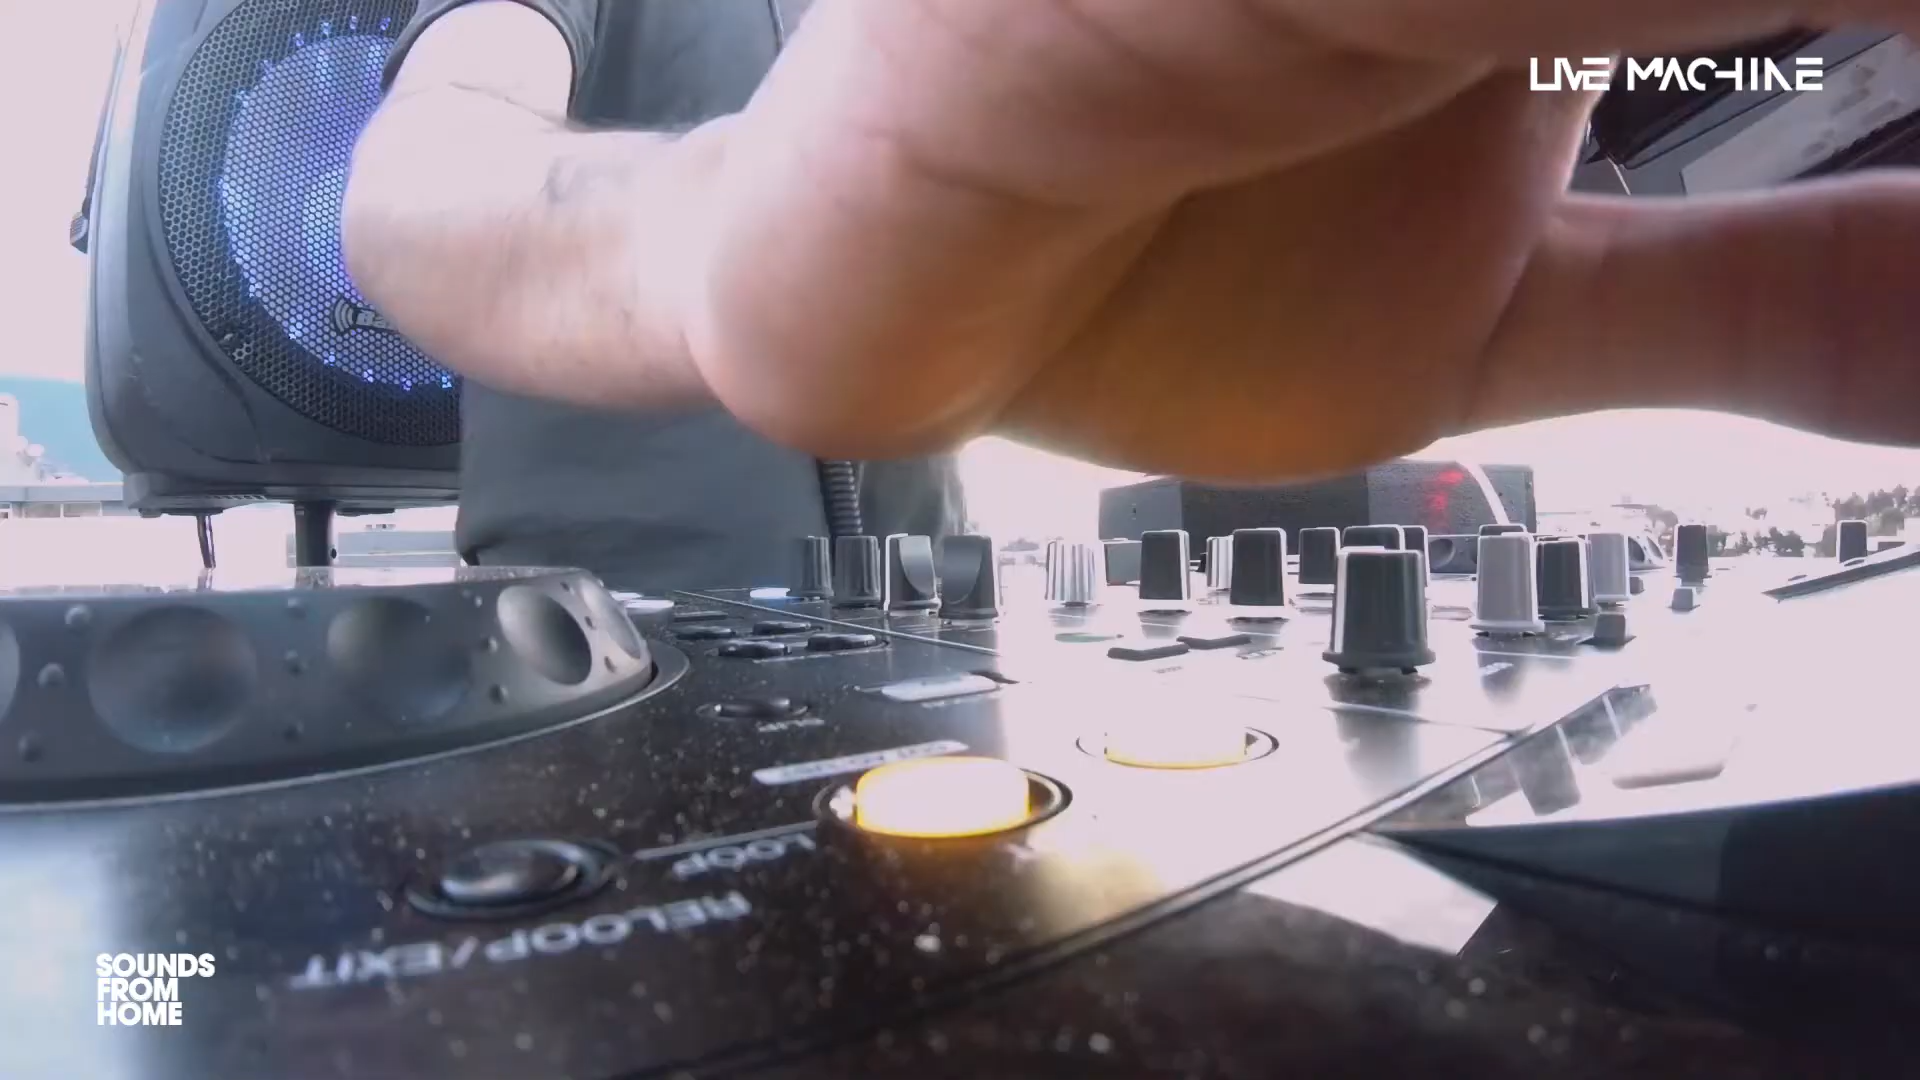 LIVE MACHINE
LOOP
RELOOP/EXIT
SOUNDS
FROM
HOME